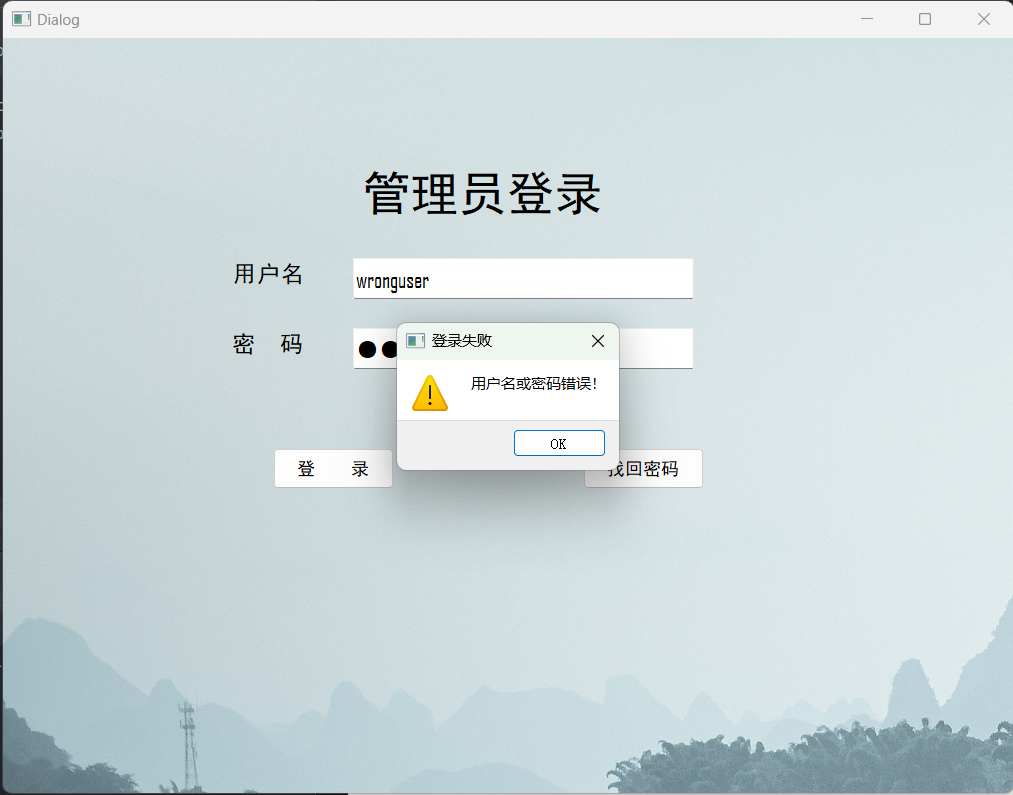 Dialog
管理员登录
用户名
wronguser
密 码
登录失败
用户名或密码错误!
OK
登 录
找回密码